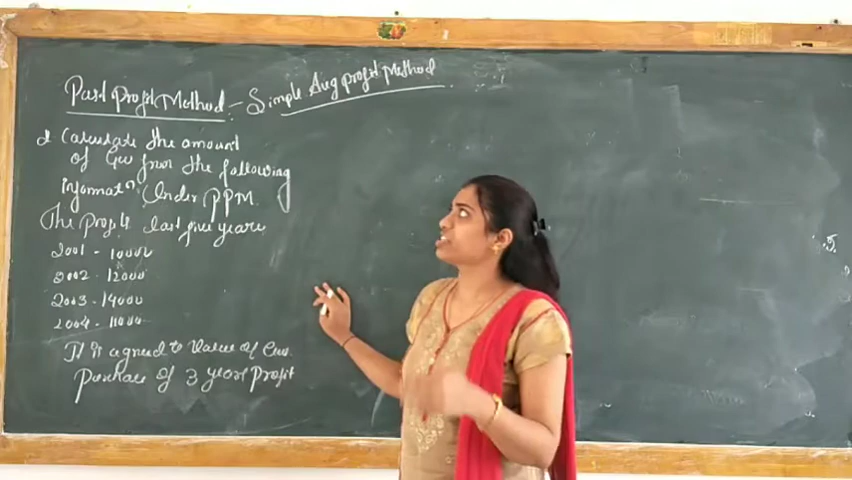 Past Profit Method - Simple Avg profit Method
Calculate the amount
of Gw from the following
Informatn. Under PPM.
The Profit last five years
2001 - 10000
2002 - 12000
2003 - 14000
2004 - 11000
It is agreed to Value of Gw.
purchase of 3 years Profit